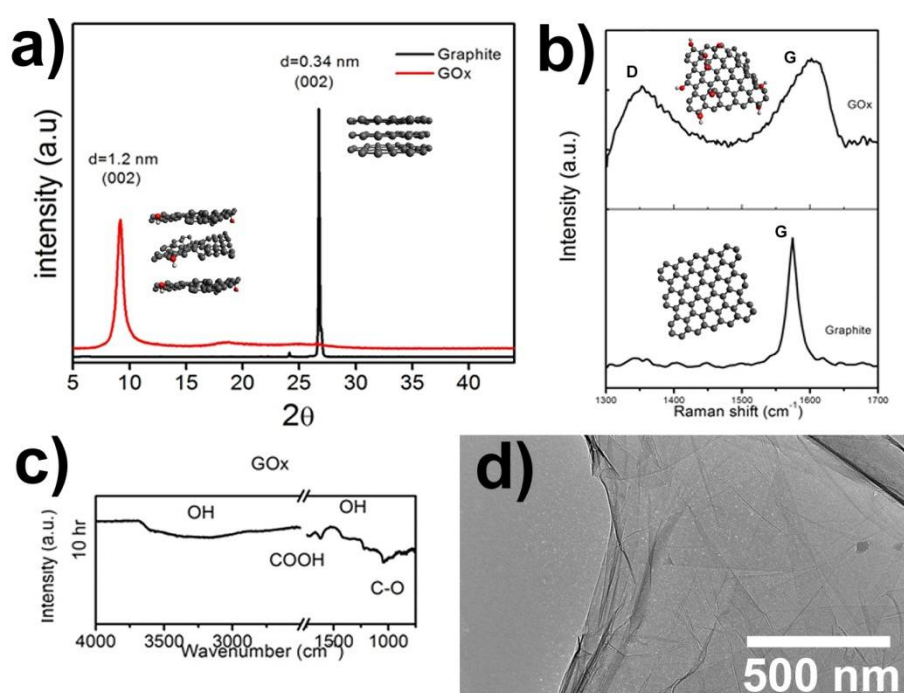 a)
d=0.34 nm
(002)
Graphite
GOx
d=1.2 nm
(002)
intensity (a.u)
5 10 15 20 25 30 35 40
2θ
b)
D
G
GOx
G
Graphite
Intensity (a.u.)
1300 1400 1500 1600 1700
Raman shift (cm-1)
c)
GOx
OH
OH
COOH
C-O
Intensity (a.u.)
10 hr
4000 3500 3000 1500 1000
Wavenumber (cm-1)
d)
500 nm